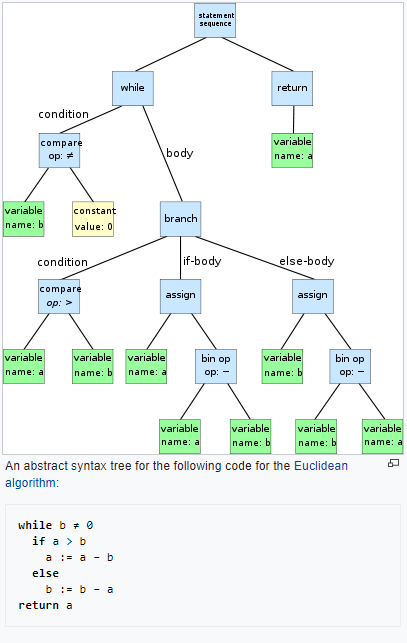 statement
sequence
while
return
condition
compare
op: ≠
body
variable
name: a
variable
name: b
constant
value: 0
branch
condition
if-body
else-body
compare
op: >
assign
assign
variable
name: a
variable
name: b
variable
name: a
bin op
op: −
variable
name: b
bin op
op: −
variable
name: a
variable
name: b
variable
name: b
variable
name: a
An abstract syntax tree for the following code for the Euclidean
algorithm:
while b ≠ 0
if a > b
a := a - b
else
b := b - a
return a